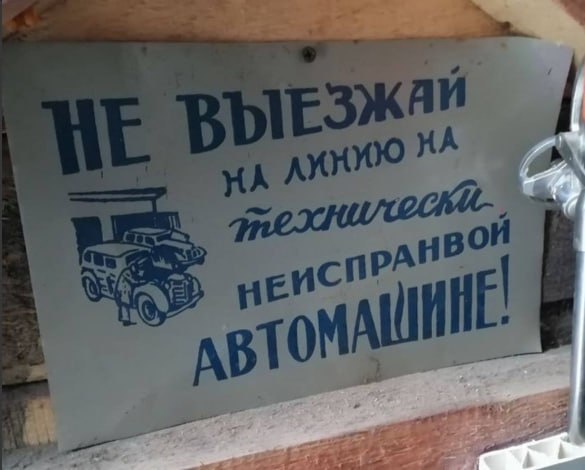 НЕ ВЫЕЗЖАЙ
НА ЛИНИЮ НА
технически
НЕИСПРАНВОЙ
АВТОМАШИНЕ!